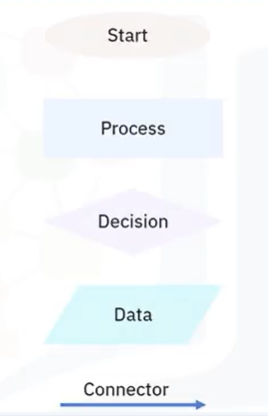 Start
Process
Decision
Data
Connector